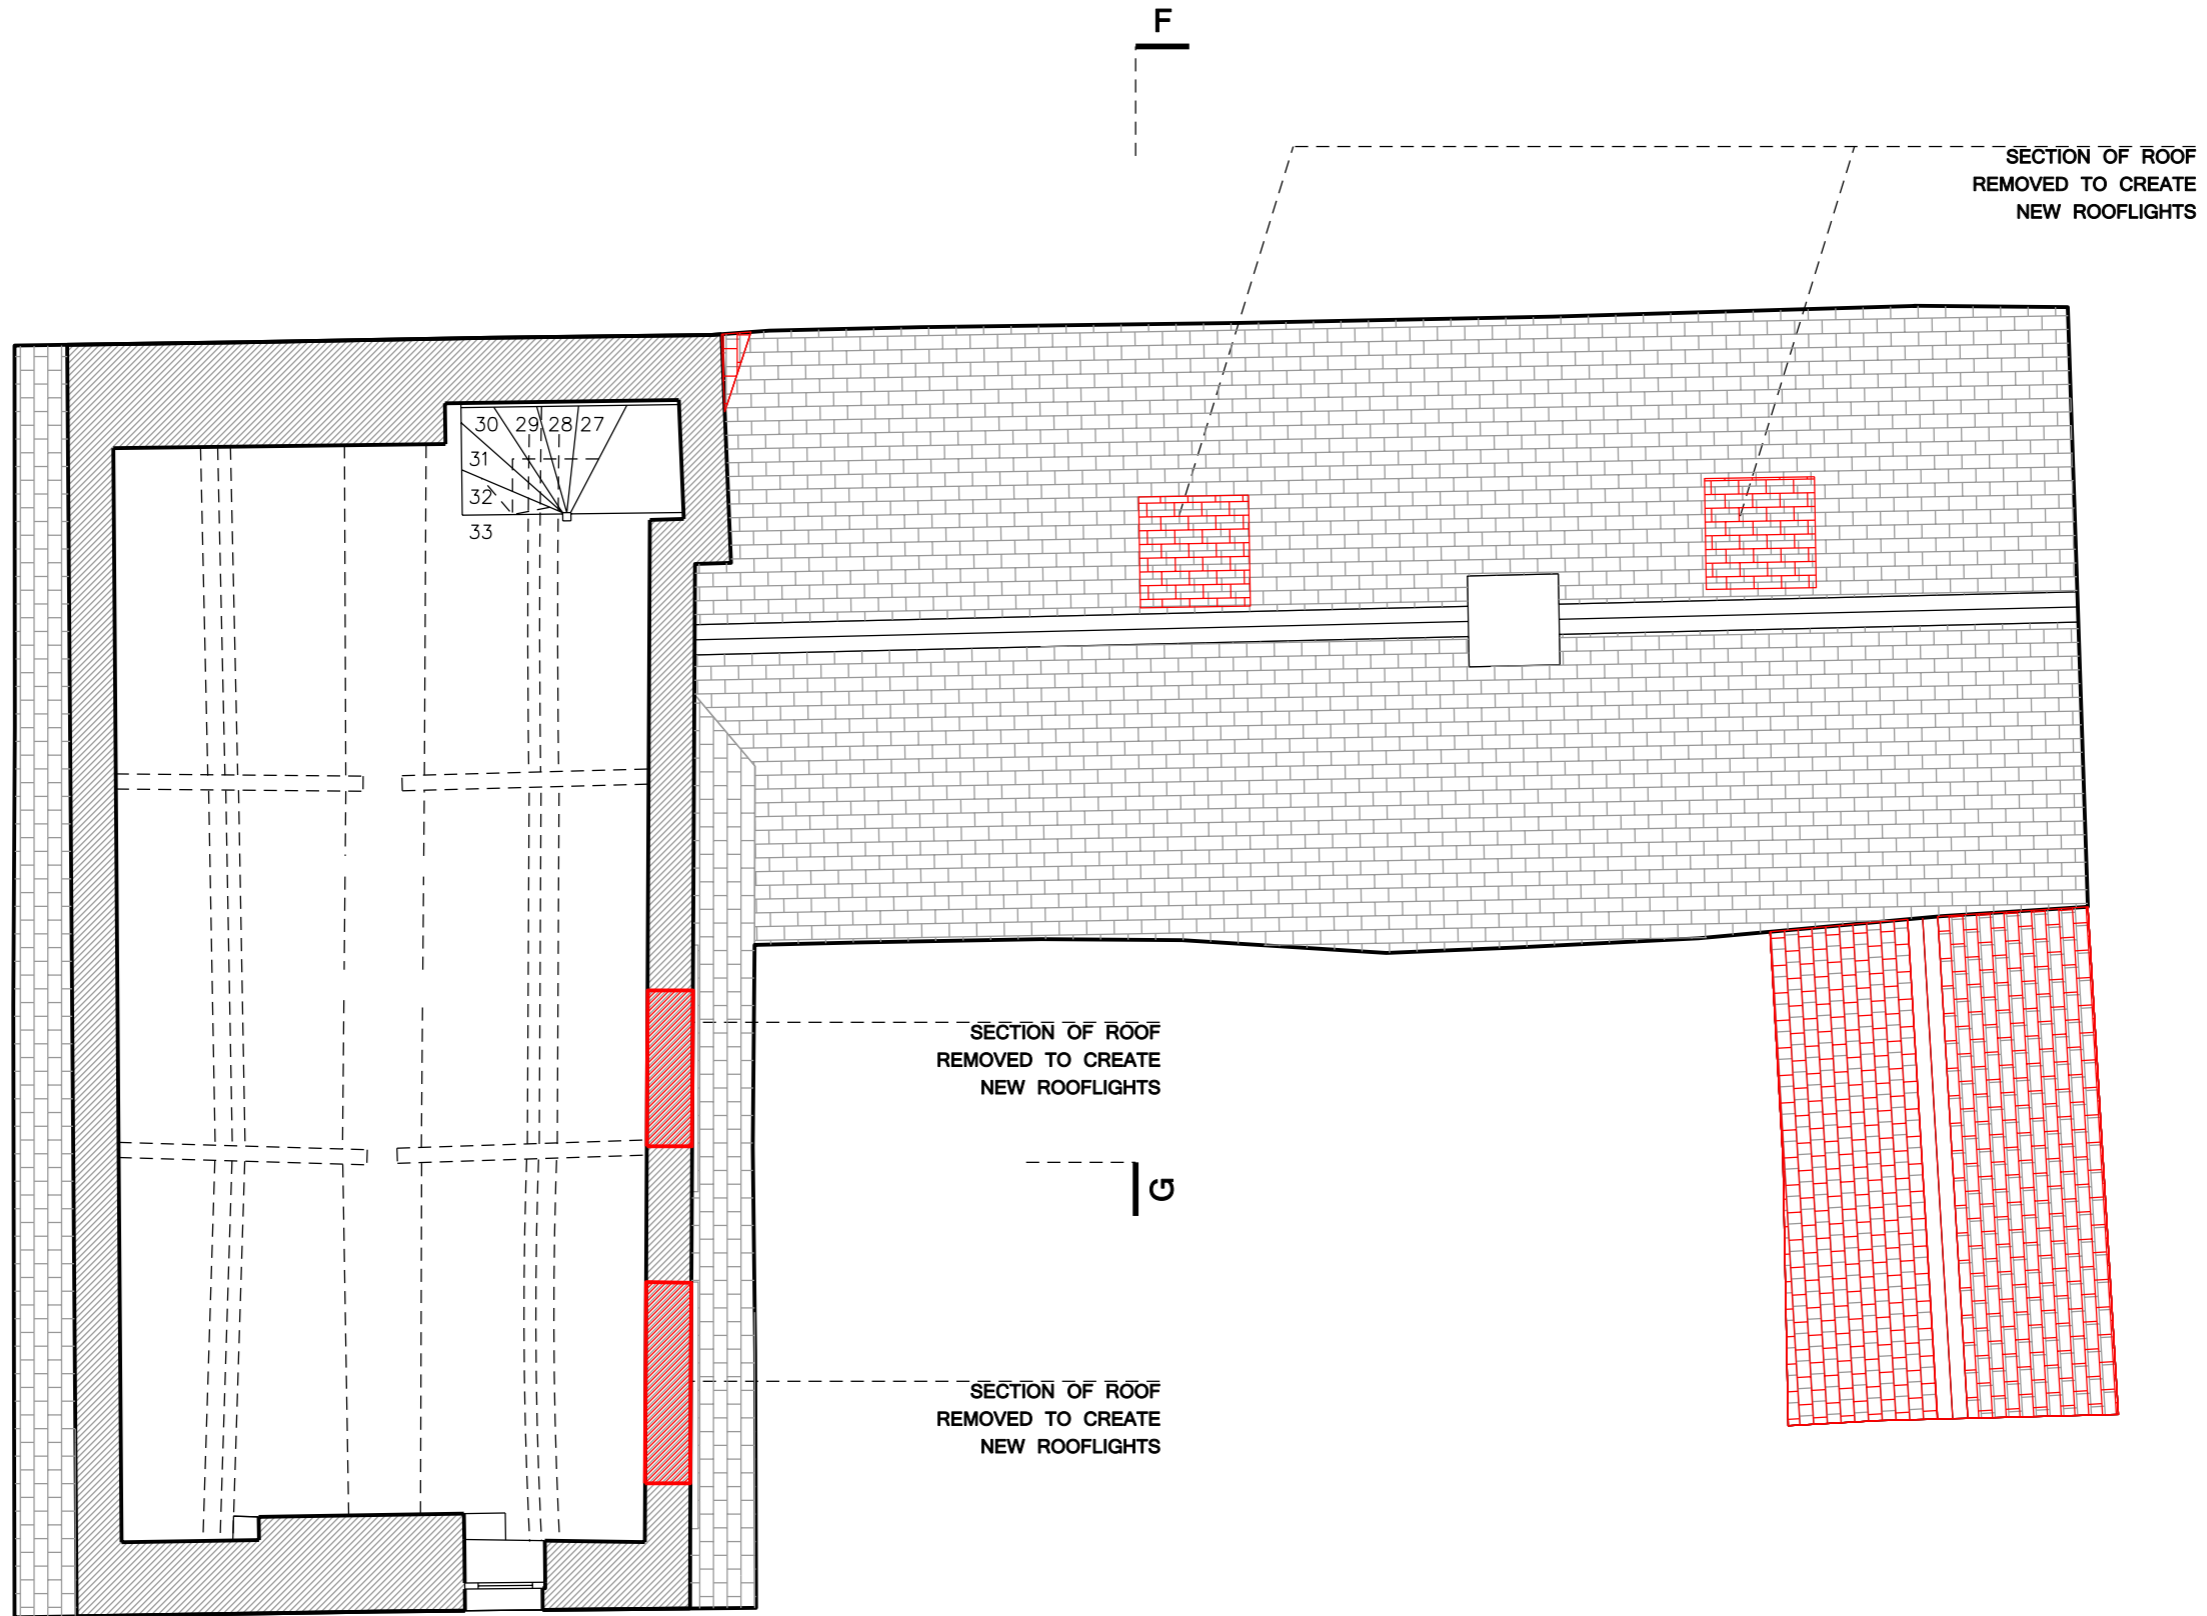 F
SECTION OF ROOF
REMOVED TO CREATE
NEW ROOFLIGHTS
30 29 28 27
31
32
33
SECTION OF ROOF
REMOVED TO CREATE
NEW ROOFLIGHTS
G
SECTION OF ROOF
REMOVED TO CREATE
NEW ROOFLIGHTS